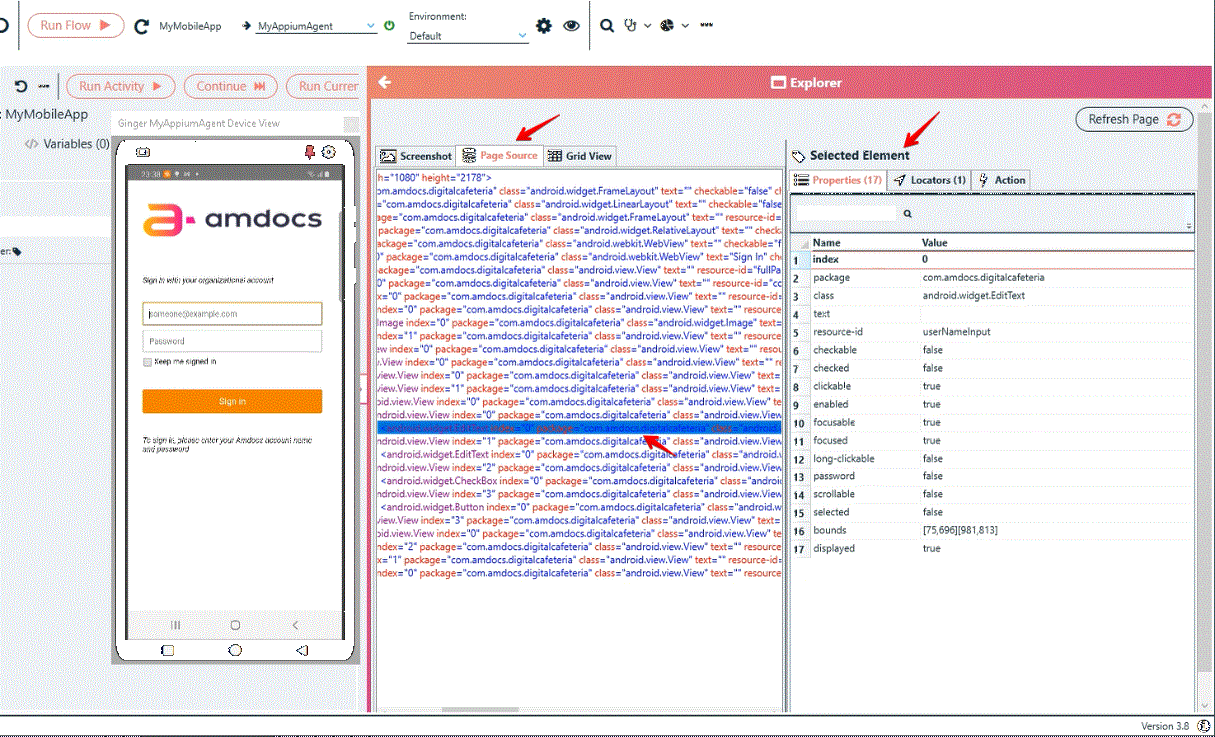 Run Flow
MyMobileApp
MyAppiumAgent
Environment:
Default
Run Activity
Continue
Run Curren
: MyMobileApp
Variables (0)
er:
Ginger MyAppiumAgent Device View
23:38
amdocs
Sign in with your organizational account
someone@example.com
Password
Keep me signed in
Sign in
To sign in, please enter your Amdocs account name
and password
Explorer
Refresh Page
Screenshot
Page Source
Grid View
h="1080" height="2178">
om.amdocs.digitalcafeteria" class="android.widget.FrameLayout" text="" checkable="false" c
e="com.amdocs.digitalcafeteria" class="android.widget.LinearLayout" text="" checkable="false
age="com.amdocs.digitalcafeteria" class="android.widget.FrameLayout" text="" resource-id=
package="com.amdocs.digitalcafeteria" class="android.widget.RelativeLayout" text="" checka
ackage="com.amdocs.digitalcafeteria" class="android.webkit.WebView" text="" checkable="f
0" package="com.amdocs.digitalcafeteria" class="android.webkit.WebView" text="Sign In" chec
="0" package="com.amdocs.digitalcafeteria" class="android.view.View" text="" resource-id="fullPa
0" package="com.amdocs.digitalcafeteria" class="android.view.View" text="" resource-id="co
ex="0" package="com.amdocs.digitalcafeteria" class="android.view.View" text="" resource-id
ndex="0" package="com.amdocs.digitalcafeteria" class="android.view.View" text="" resource
Image index="0" package="com.amdocs.digitalcafeteria" class="android.widget.Image" text=
ndex="1" package="com.amdocs.digitalcafeteria" class="android.view.View" text="" resource
ew index="0" package="com.amdocs.digitalcafeteria" class="android.view.View" text="" resou
w.View index="0" package="com.amdocs.digitalcafeteria" class="android.view.View" text=""
view.View index="0" package="com.amdocs.digitalcafeteria" class="android.view.View" text=
view.View index="1" package="com.amdocs.digitalcafeteria" class="android.view.View" text=
oid.view.View index="0" package="com.amdocs.digitalcafeteria" class="android.view.View"
ndroid.view.View index="0" package="com.amdocs.digitalcafeteria" class="android.view.View
<android.widget.EditText index="0" package="com.amdocs.digitalcafeteria" class="android.
ndroid.view.View index="1" package="com.amdocs.digitalcafeteria" class="android.view.View
<android.widget.EditText index="0" package="com.amdocs.digitalcafeteria" class="android.w
ndroid.view.View index="2" package="com.amdocs.digitalcafeteria" class="android.view.View
<android.widget.CheckBox index="0" package="com.amdocs.digitalcafeteria" class="android.
ndroid.view.View index="3" package="com.amdocs.digitalcafeteria" class="android.view.View
<android.widget.Button index="0" package="com.amdocs.digitalcafeteria" class="android.w
view.View index="3" package="com.amdocs.digitalcafeteria" class="android.view.View" text=
oid.view.View index="0" package="com.amdocs.digitalcafeteria" class="android.view.View" te
ndex="2" package="com.amdocs.digitalcafeteria" class="android.view.View" text="" resource
="1" package="com.amdocs.digitalcafeteria" class="android.view.View" text="" resource-id=
ndex="0" package="com.amdocs.digitalcafeteria" class="android.view.View" text="" resource
Selected Element
Properties (17)
Locators (1)
Action
Name Value
1 index 0
2 package com.amdocs.digitalcafeteria
3 class android.widget.EditText
4 text
5 resource-id userNameInput
6 checkable false
7 checked false
8 clickable true
9 enabled true
10 focusable true
11 focused true
12 long-clickable false
13 password false
14 scrollable false
15 selected false
16 bounds [75,696][981,813]
17 displayed true
Version 3.8